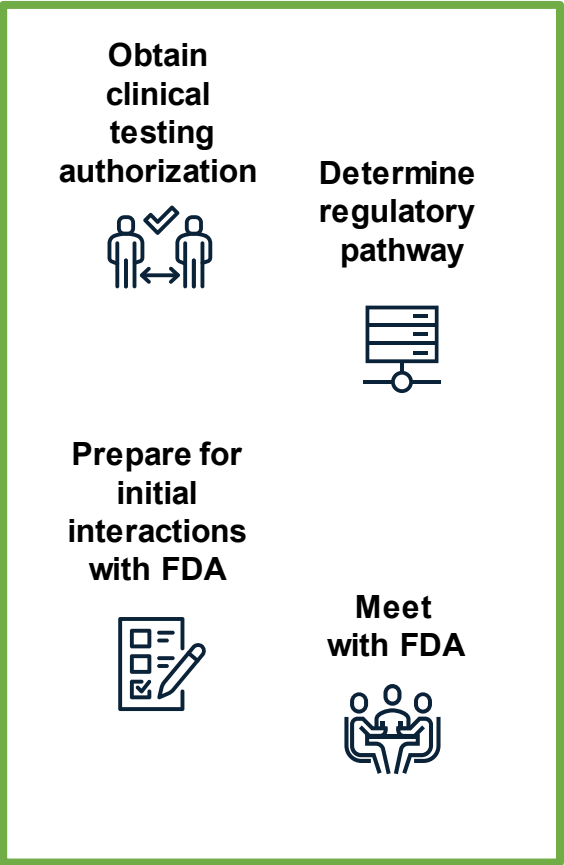 Obtain
clinical
testing
authorization
Determine
regulatory
pathway
Prepare for
initial
interactions
with FDA
Meet
with FDA